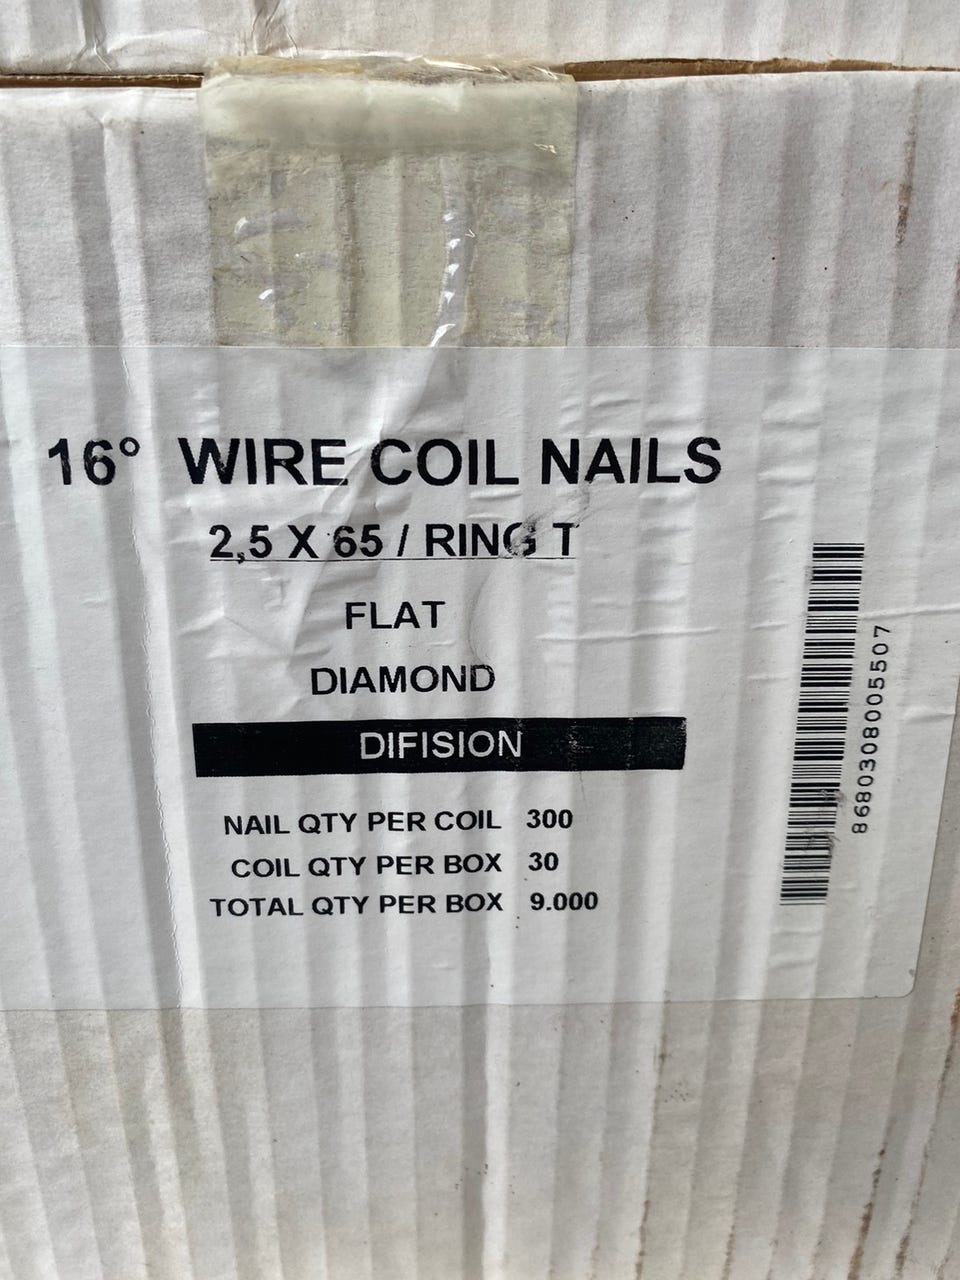 16° WIRE COIL NAILS
2,5 X 65 / RING T
FLAT
DIAMOND
DIFISION
NAIL QTY PER COIL 300
COIL QTY PER BOX 30
TOTAL QTY PER BOX 9.000
8680308005507